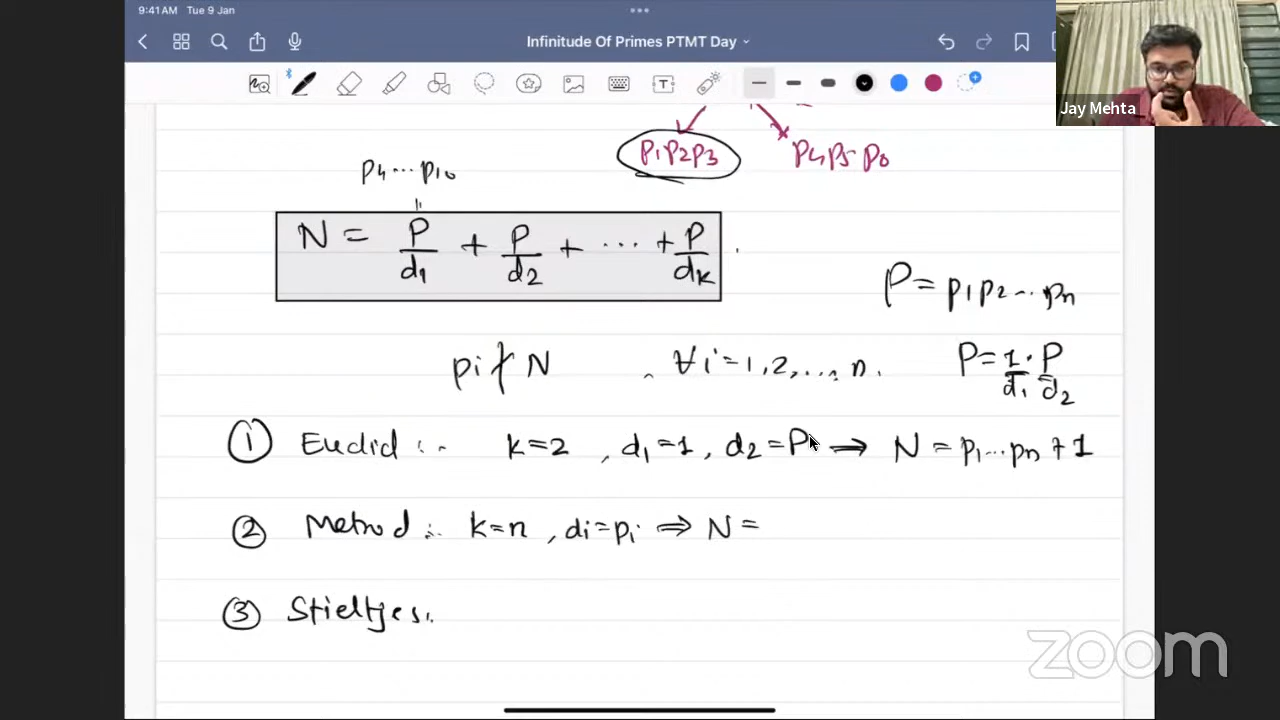 9:41 AM Tue 9 Jan
Infinitude Of Primes PTMT Day
Jay Mehta
p1p2p3
p4p5 - p10
p4 ... p10
N = P/d1 + P/d2 + ... + P/dk .
P = p1p2 ... pn
pi ∤ N , ∀ i = 1, 2, ..., n.
P = 1/d1 · P/d2
① Euclid :- k=2 , d1=1 , d2=P ⇒ N = p1...pn + 1
② Metrod :. k=n , di=pi ⇒ N =
③ Stieltjes.
zoom